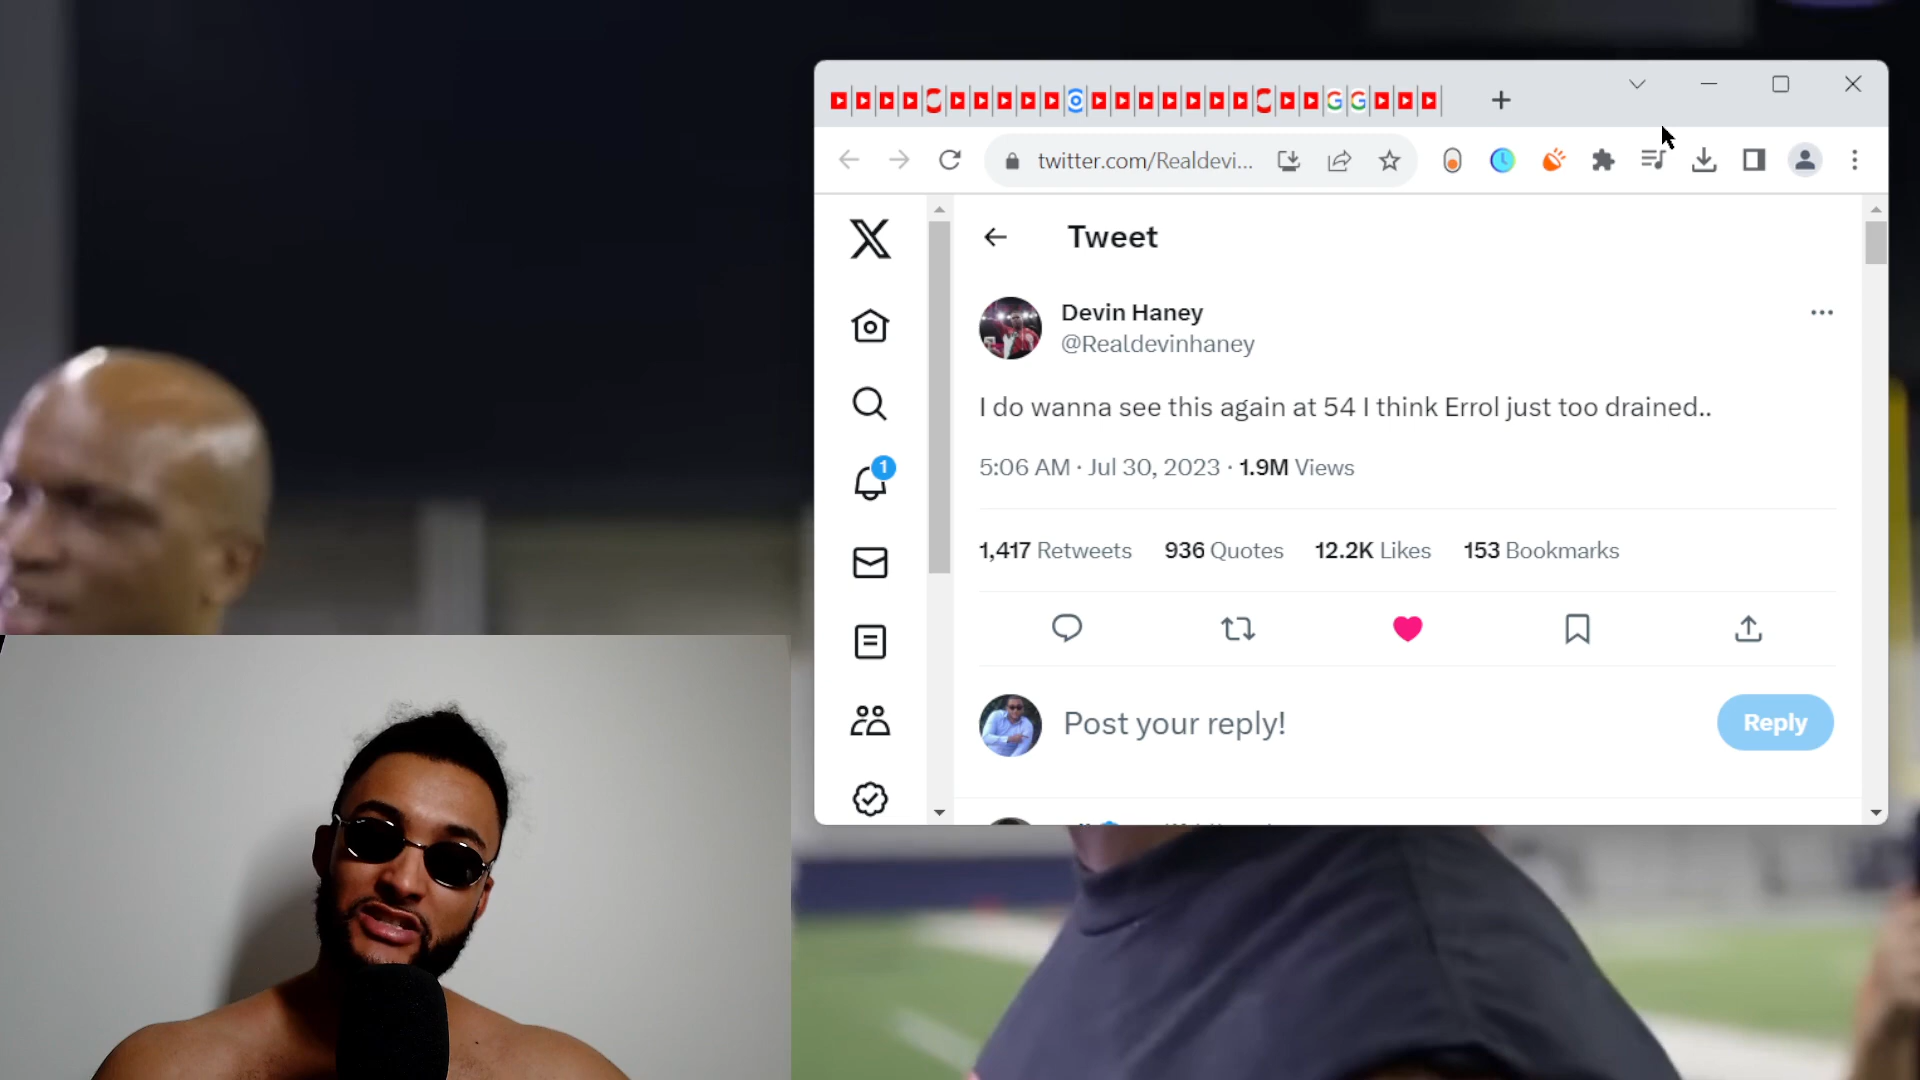 twitter.com/Realdevi...
Tweet
Devin Haney
@Realdevinhaney
I do wanna see this again at 54 I think Errol just too drained..
1
5:06 AM · Jul 30, 2023 · 1.9M Views
1,417 Retweets 936 Quotes 12.2K Likes 153 Bookmarks
Post your reply!
Reply